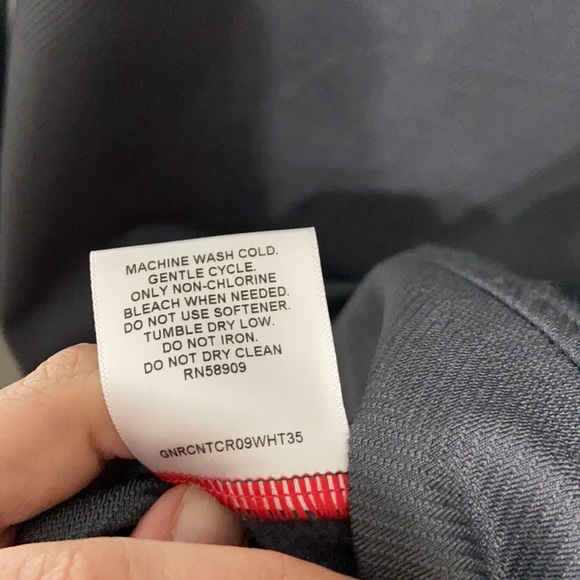 MACHINE WASH COLD.
GENTLE CYCLE.
ONLY NON-CHLORINE
BLEACH WHEN NEEDED.
DO NOT USE SOFTENER.
TUMBLE DRY LOW.
DO NOT IRON.
DO NOT DRY CLEAN
RN58909
GNRCNTCR09WHT35